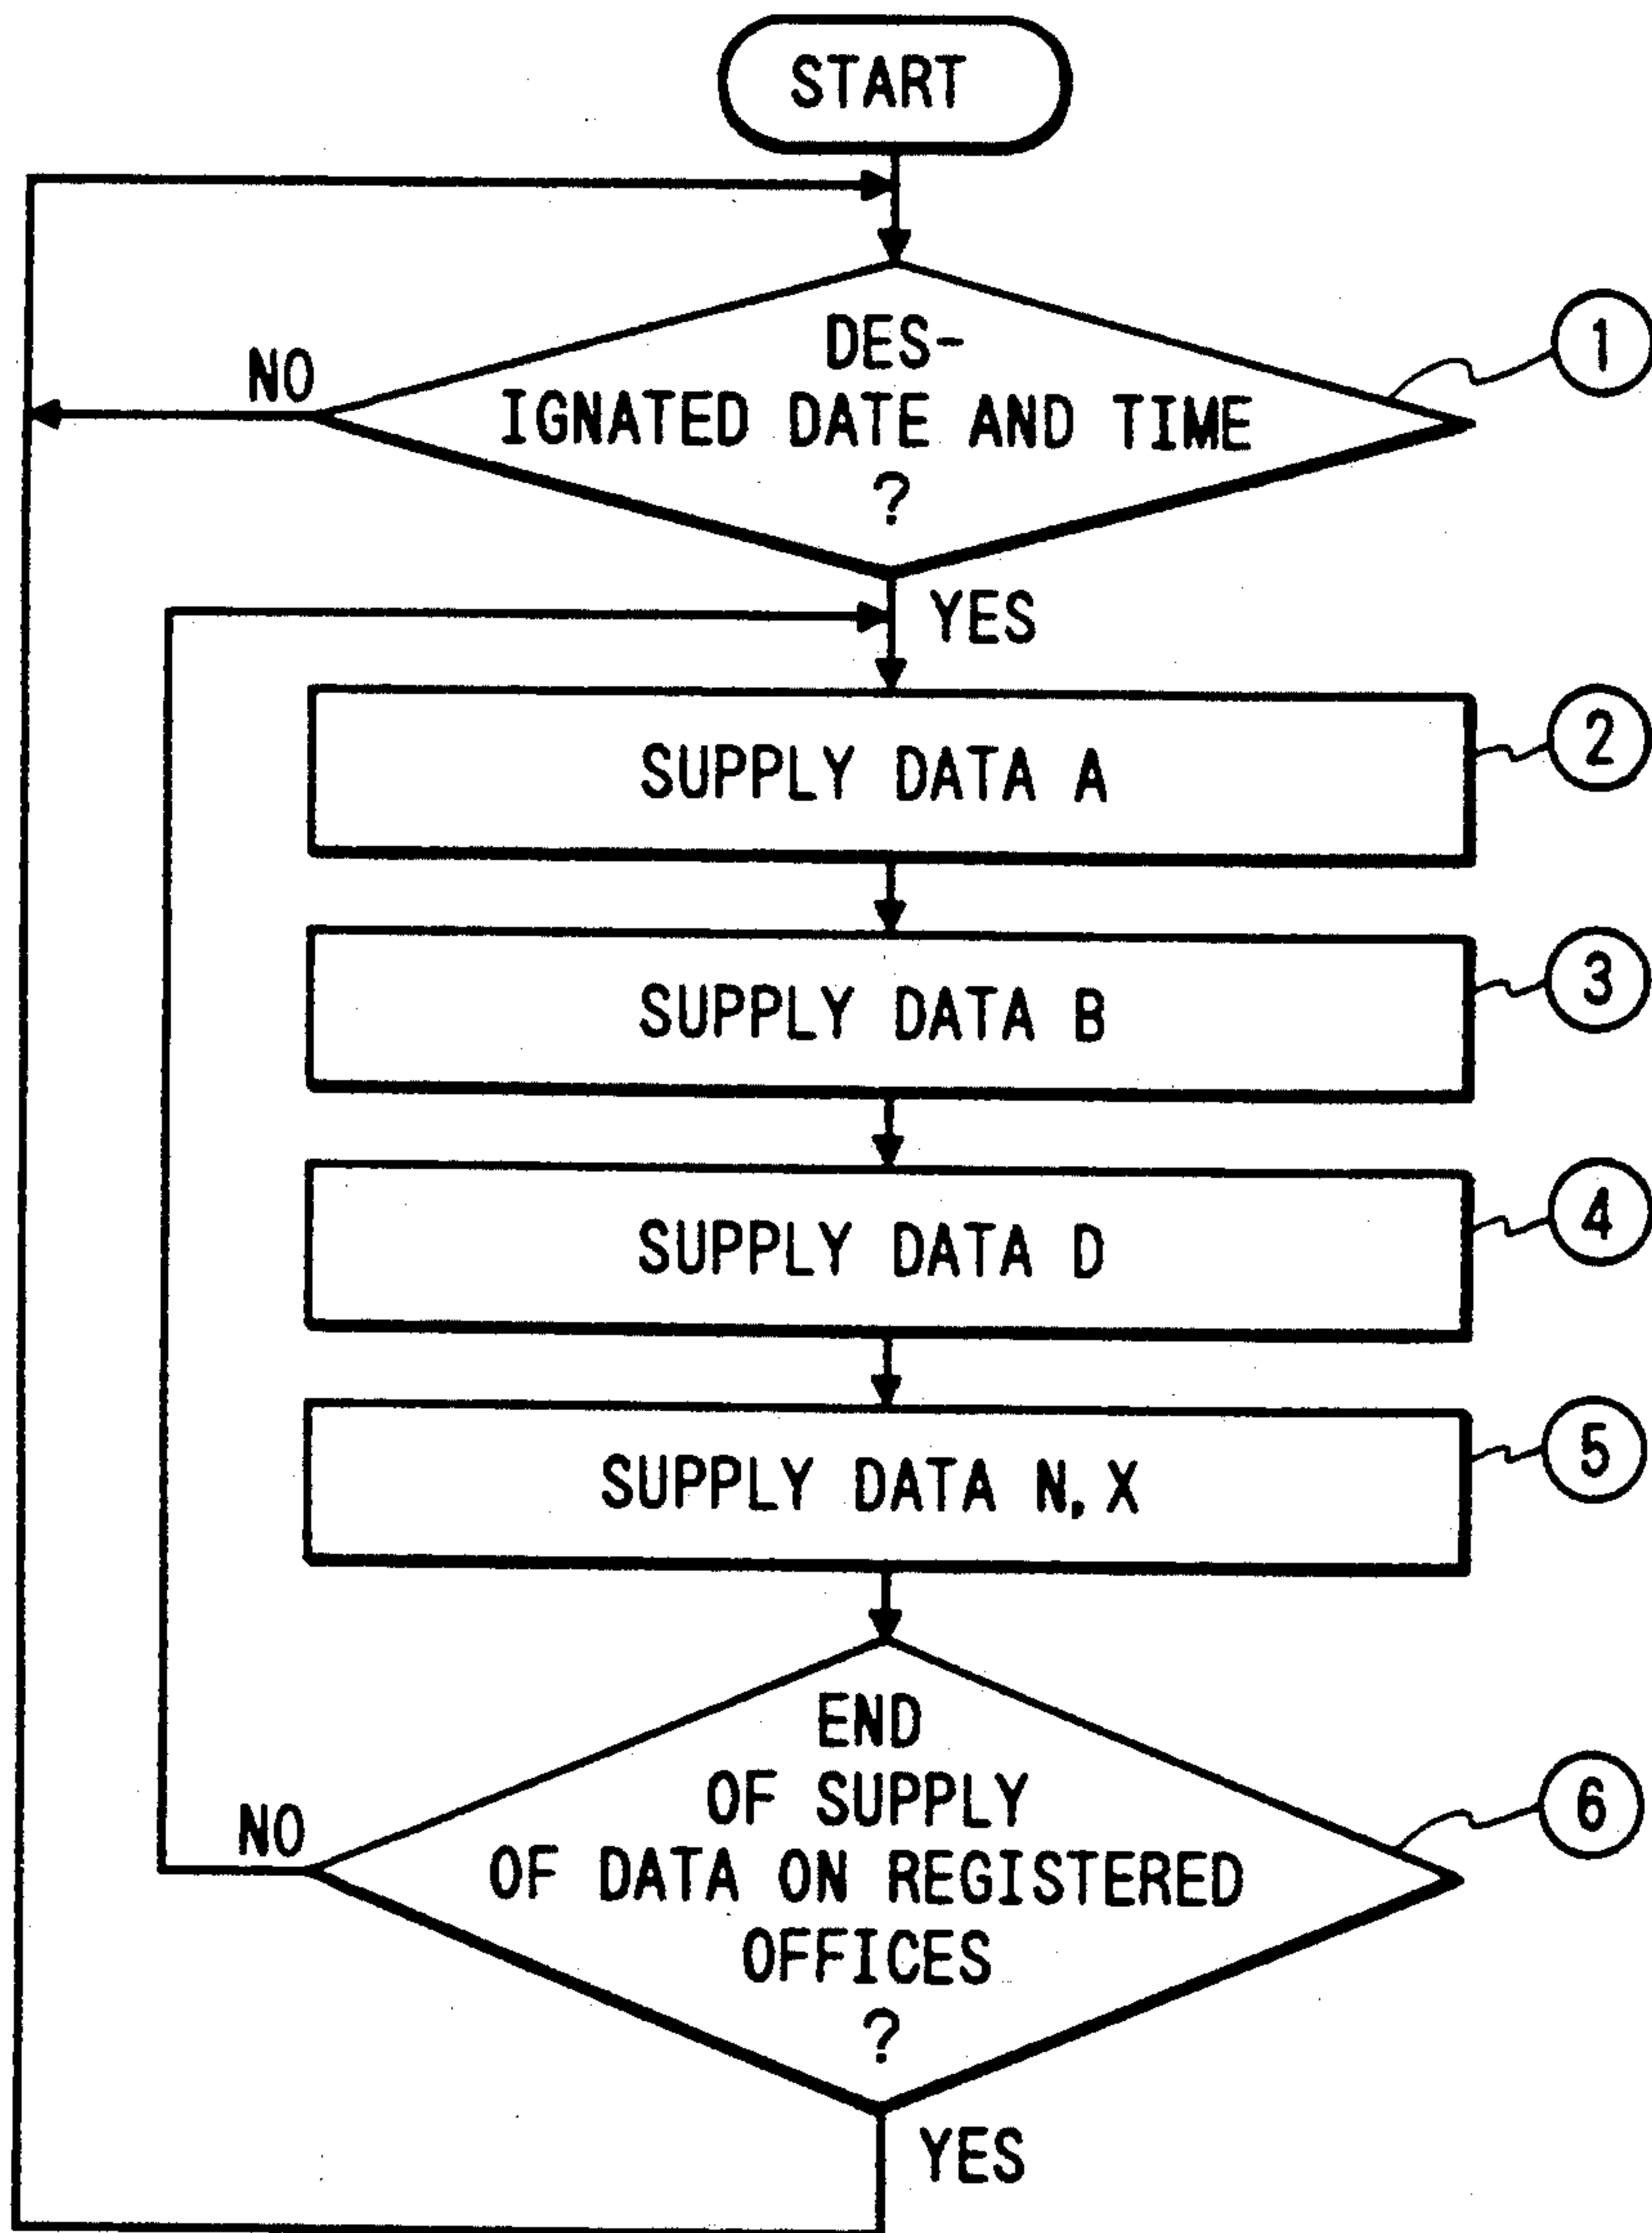 START
NO
DES-
IGNATED DATE AND TIME
?
1
YES
SUPPLY DATA A
2
SUPPLY DATA B
3
SUPPLY DATA D
4
SUPPLY DATA N, X
5
NO
END
OF SUPPLY
OF DATA ON REGISTERED
OFFICES
?
6
YES